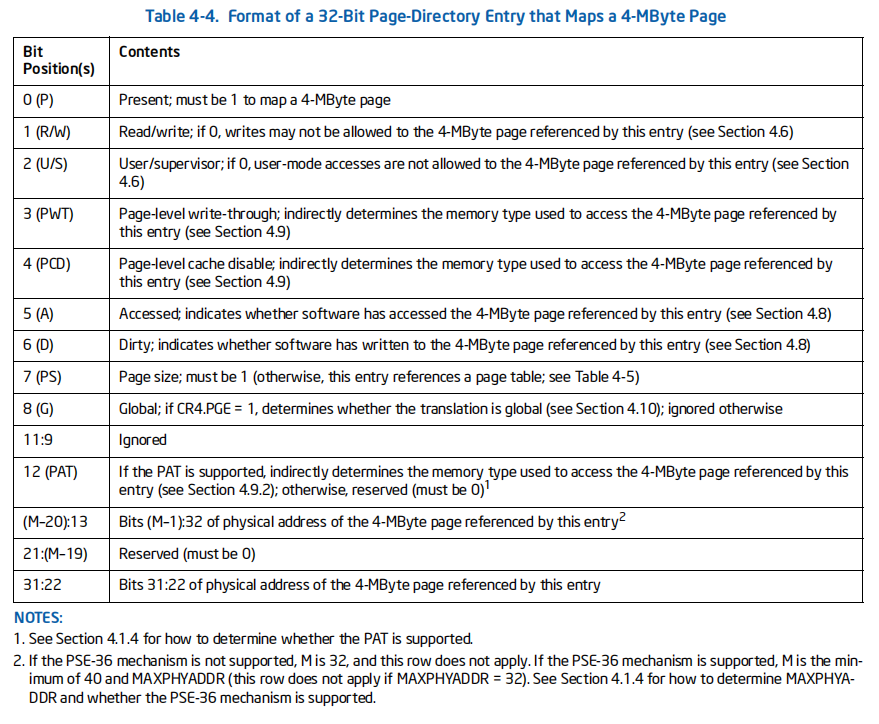 Table 4-4. Format of a 32-Bit Page-Directory Entry that Maps a 4-MByte Page
Bit
Position(s)
Contents
0 (P)
Present; must be 1 to map a 4-MByte page
1 (R/W)
Read/write; if 0, writes may not be allowed to the 4-MByte page referenced by this entry (see Section 4.6)
2 (U/S)
User/supervisor; if 0, user-mode accesses are not allowed to the 4-MByte page referenced by this entry (see Section
4.6)
3 (PWT)
Page-level write-through; indirectly determines the memory type used to access the 4-MByte page referenced by
this entry (see Section 4.9)
4 (PCD)
Page-level cache disable; indirectly determines the memory type used to access the 4-MByte page referenced by
this entry (see Section 4.9)
5 (A)
Accessed; indicates whether software has accessed the 4-MByte page referenced by this entry (see Section 4.8)
6 (D)
Dirty; indicates whether software has written to the 4-MByte page referenced by this entry (see Section 4.8)
7 (PS)
Page size; must be 1 (otherwise, this entry references a page table; see Table 4-5)
8 (G)
Global; if CR4.PGE = 1, determines whether the translation is global (see Section 4.10); ignored otherwise
11:9
Ignored
12 (PAT)
If the PAT is supported, indirectly determines the memory type used to access the 4-MByte page referenced by this
entry (see Section 4.9.2); otherwise, reserved (must be 0)¹
(M–20):13
Bits (M–1):32 of physical address of the 4-MByte page referenced by this entry²
21:(M–19)
Reserved (must be 0)
31:22
Bits 31:22 of physical address of the 4-MByte page referenced by this entry
NOTES:
1. See Section 4.1.4 for how to determine whether the PAT is supported.
2. If the PSE-36 mechanism is not supported, M is 32, and this row does not apply. If the PSE-36 mechanism is supported, M is the min-
imum of 40 and MAXPHYADDR (this row does not apply if MAXPHYADDR = 32). See Section 4.1.4 for how to determine MAXPHYA-
DDR and whether the PSE-36 mechanism is supported.